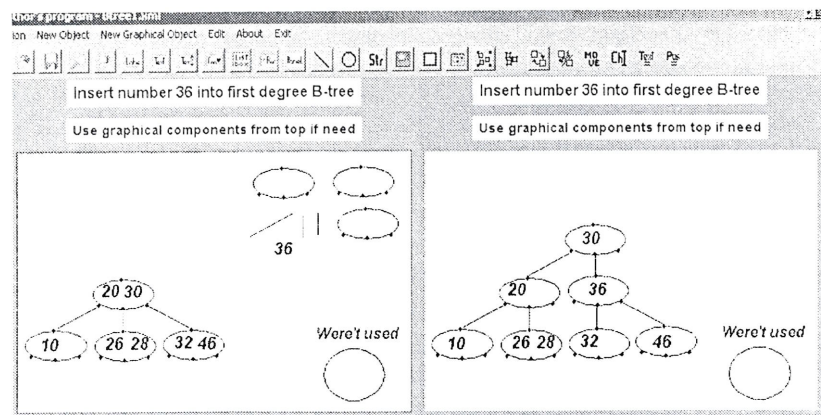 thor's program - Btree1.xml
ion New Object New Graphical Object Edit About Exit
Str MO VE Ch
Insert number 36 into first degree B-tree
Use graphical components from top if need
36
20 30
10 26 28 32 46
Were't used
Insert number 36 into first degree B-tree
Use graphical components from top if need
30
20 36
10 26 28 32 46
Were't used